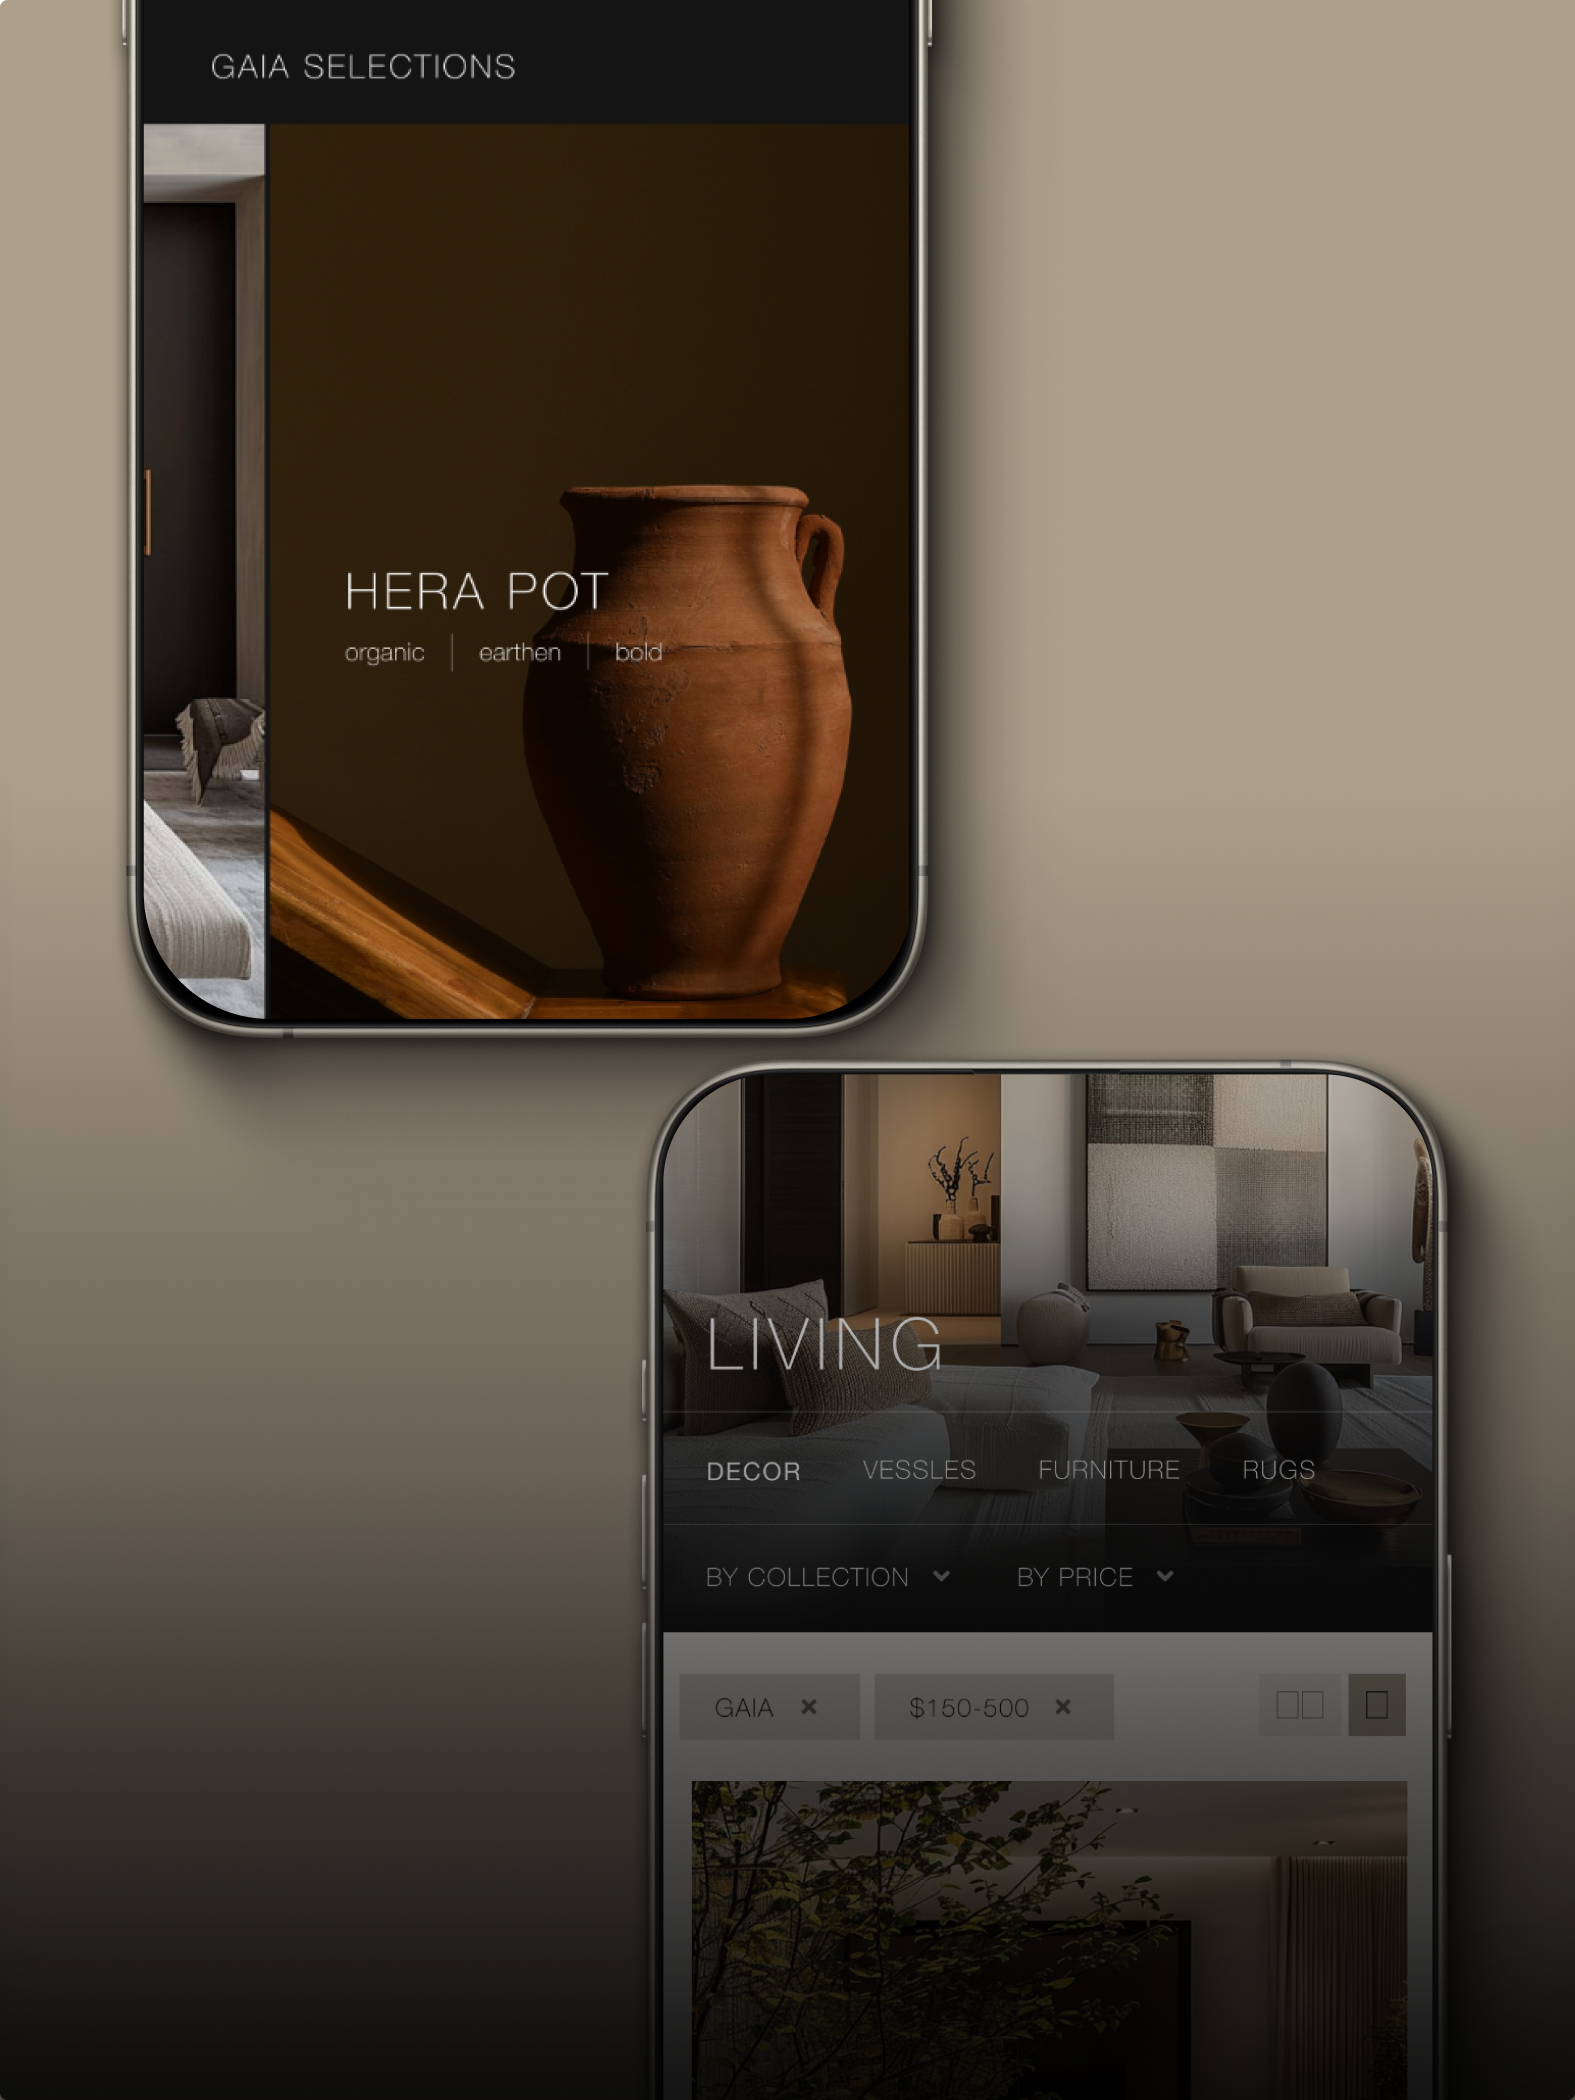 GAIA SELECTIONS
HERA POT
organic | earthen | bold
LIVING
DECOR VESSLES FURNITURE RUGS
BY COLLECTION BY PRICE
GAIA × $150-500 ×